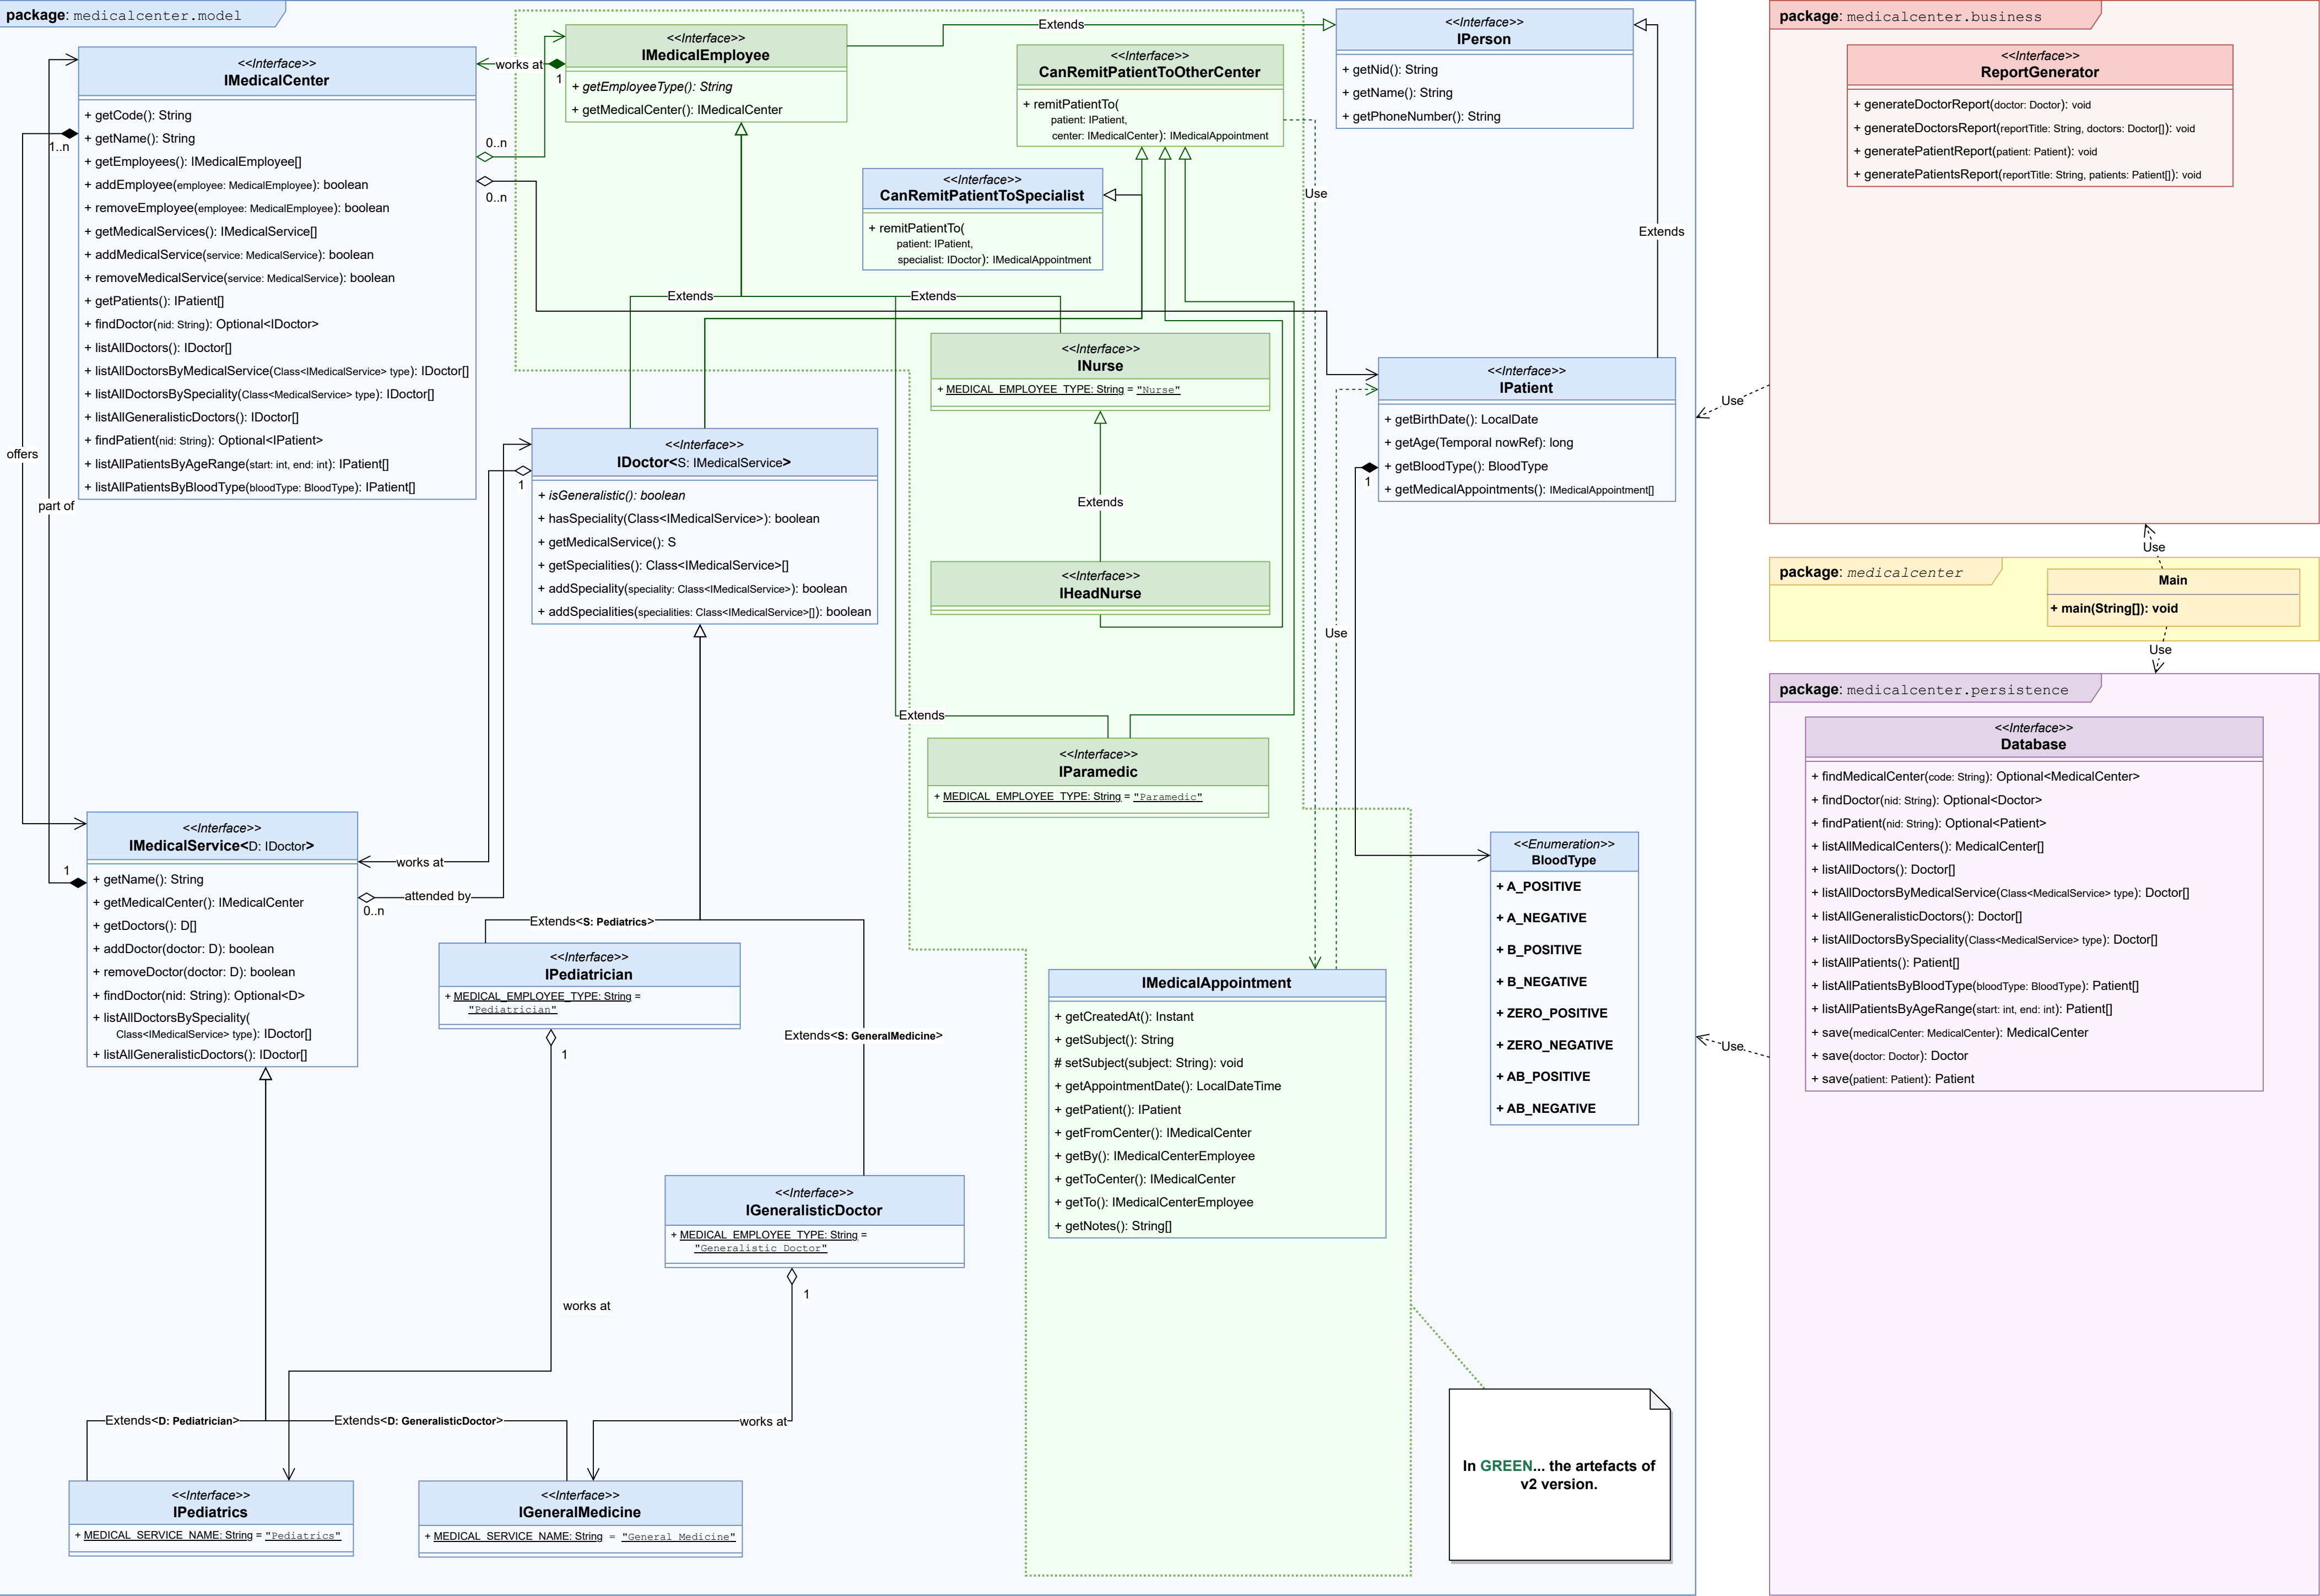 package: medicalcenter.model
<<Interface>>
IMedicalCenter
+ getCode(): String
+ getName(): String
+ getEmployees(): IMedicalEmployee[]
+ addEmployee(employee: MedicalEmployee): boolean
+ removeEmployee(employee: MedicalEmployee): boolean
+ getMedicalServices(): IMedicalService[]
+ addMedicalService(service: MedicalService): boolean
+ removeMedicalService(service: MedicalService): boolean
+ getPatients(): IPatient[]
+ findDoctor(nid: String): Optional<IDoctor>
+ listAllDoctors(): IDoctor[]
+ listAllDoctorsByMedicalService(Class<IMedicalService> type): IDoctor[]
+ listAllDoctorsBySpeciality(Class<MedicalService> type): IDoctor[]
+ listAllGeneralisticDoctors(): IDoctor[]
+ findPatient(nid: String): Optional<IPatient>
+ listAllPatientsByAgeRange(start: int, end: int): IPatient[]
+ listAllPatientsByBloodType(bloodType: BloodType): IPatient[]
1..n
offers
part of
works at
1
0..n
0..n
<<Interface>>
IMedicalEmployee
+ getEmployeeType(): String
+ getMedicalCenter(): IMedicalCenter
Extends
<<Interface>>
CanRemitPatientToOtherCenter
+ remitPatientTo(
patient: IPatient,
center: IMedicalCenter): IMedicalAppointment
<<Interface>>
IPerson
+ getNid(): String
+ getName(): String
+ getPhoneNumber(): String
<<Interface>>
CanRemitPatientToSpecialist
+ remitPatientTo(
patient: IPatient,
specialist: IDoctor): IMedicalAppointment
Use
Extends
Extends
Extends
<<Interface>>
INurse
+ MEDICAL_EMPLOYEE_TYPE: String = "Nurse"
Extends
<<Interface>>
IHeadNurse
<<Interface>>
IPatient
+ getBirthDate(): LocalDate
+ getAge(Temporal nowRef): long
+ getBloodType(): BloodType
+ getMedicalAppointments(): IMedicalAppointment[]
1
Use
<<Interface>>
IDoctor<S: IMedicalService>
+ isGeneralistic(): boolean
+ hasSpeciality(Class<IMedicalService>): boolean
+ getMedicalService(): S
+ getSpecialities(): Class<IMedicalService>[]
+ addSpeciality(speciality: Class<IMedicalService>): boolean
+ addSpecialities(specialities: Class<IMedicalService>[]): boolean
1
Extends
<<Interface>>
IParamedic
+ MEDICAL_EMPLOYEE_TYPE: String = "Paramedic"
<<Interface>>
IMedicalService<D: IDoctor>
+ getName(): String
+ getMedicalCenter(): IMedicalCenter
+ getDoctors(): D[]
+ addDoctor(doctor: D): boolean
+ removeDoctor(doctor: D): boolean
+ findDoctor(nid: String): Optional<D>
+ listAllDoctorsBySpeciality(
Class<IMedicalService> type): IDoctor[]
+ listAllGeneralisticDoctors(): IDoctor[]
1
works at
attended by
0..n
Extends<S: Pediatrics>
<<Interface>>
IPediatrician
+ MEDICAL_EMPLOYEE_TYPE: String =
"Pediatrician"
1
Extends<S: GeneralMedicine>
<<Interface>>
IGeneralisticDoctor
+ MEDICAL_EMPLOYEE_TYPE: String =
"Generalistic Doctor"
1
works at
works at
Extends<D: Pediatrician>
Extends<D: GeneralisticDoctor>
<<Interface>>
IPediatrics
+ MEDICAL_SERVICE_NAME: String = "Pediatrics"
<<Interface>>
IGeneralMedicine
+ MEDICAL_SERVICE_NAME: String = "General Medicine"
IMedicalAppointment
+ getCreatedAt(): Instant
+ getSubject(): String
# setSubject(subject: String): void
+ getAppointmentDate(): LocalDateTime
+ getPatient(): IPatient
+ getFromCenter(): IMedicalCenter
+ getBy(): IMedicalCenterEmployee
+ getToCenter(): IMedicalCenter
+ getTo(): IMedicalCenterEmployee
+ getNotes(): String[]
<<Enumeration>>
BloodType
+ A_POSITIVE
+ A_NEGATIVE
+ B_POSITIVE
+ B_NEGATIVE
+ ZERO_POSITIVE
+ ZERO_NEGATIVE
+ AB_POSITIVE
+ AB_NEGATIVE
In GREEN... the artefacts of
v2 version.
package: medicalcenter.business
<<Interface>>
ReportGenerator
+ generateDoctorReport(doctor: Doctor): void
+ generateDoctorsReport(reportTitle: String, doctors: Doctor[]): void
+ generatePatientReport(patient: Patient): void
+ generatePatientsReport(reportTitle: String, patients: Patient[]): void
Use
Use
package: medicalcenter
Main
+ main(String[]): void
Use
package: medicalcenter.persistence
<<Interface>>
Database
+ findMedicalCenter(code: String): Optional<MedicalCenter>
+ findDoctor(nid: String): Optional<Doctor>
+ findPatient(nid: String): Optional<Patient>
+ listAllMedicalCenters(): MedicalCenter[]
+ listAllDoctors(): Doctor[]
+ listAllDoctorsByMedicalService(Class<MedicalService> type): Doctor[]
+ listAllGeneralisticDoctors(): Doctor[]
+ listAllDoctorsBySpeciality(Class<MedicalService> type): Doctor[]
+ listAllPatients(): Patient[]
+ listAllPatientsByBloodType(bloodType: BloodType): Patient[]
+ listAllPatientsByAgeRange(start: int, end: int): Patient[]
+ save(medicalCenter: MedicalCenter): MedicalCenter
+ save(doctor: Doctor): Doctor
+ save(patient: Patient): Patient
Use